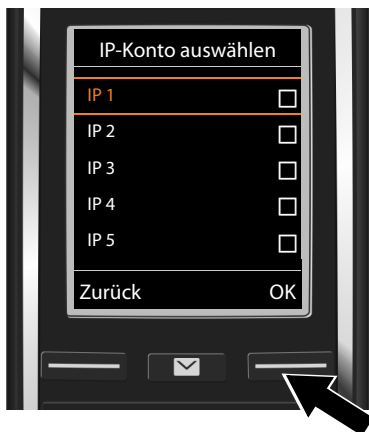 IP-Konto auswählen
IP 1
IP 2
IP 3
IP 4
IP 5
Zurück OK